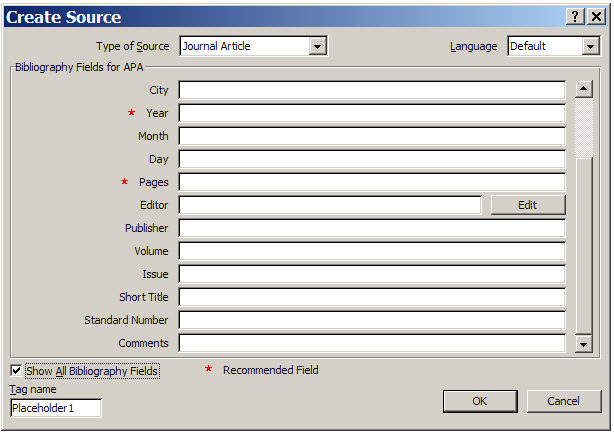 Create Source
Type of Source Journal Article Language Default
Bibliography Fields for APA
City
* Year
Month
Day
* Pages
Editor Edit
Publisher
Volume
Issue
Short Title
Standard Number
Comments
Show All Bibliography Fields * Recommended Field
Tag name
Placeholder1 OK Cancel